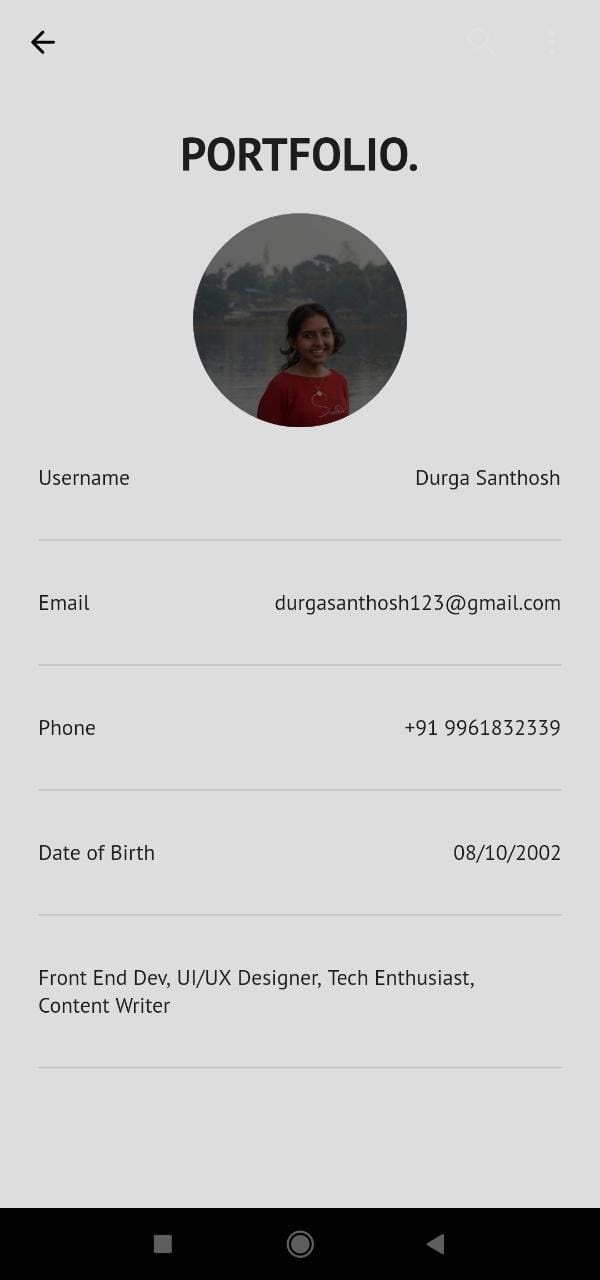 PORTFOLIO.
Username Durga Santhosh
Email durgasanthosh123@gmail.com
Phone +91 9961832339
Date of Birth 08/10/2002
Front End Dev, UI/UX Designer, Tech Enthusiast,
Content Writer